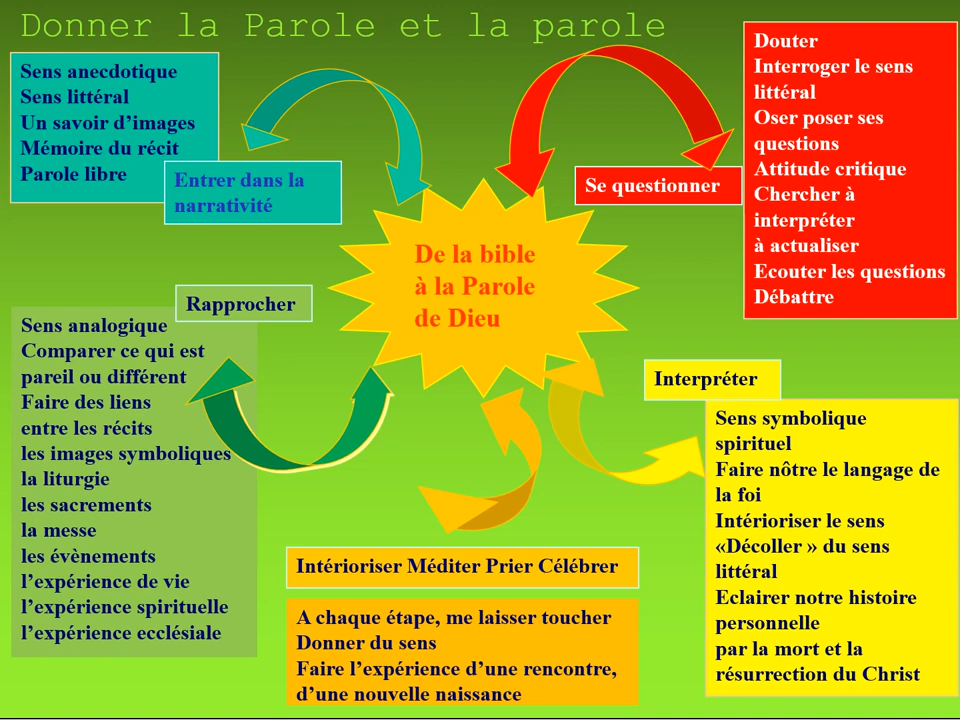 Donner la Parole et la parole
Sens anecdotique
Sens littéral
Un savoir d’images
Mémoire du récit
Parole libre
Entrer dans la
narrativité
Se questionner
Douter
Interroger le sens
littéral
Oser poser ses
questions
Attitude critique
Chercher à
interpréter
à actualiser
Ecouter les questions
Débattre
De la bible
à la Parole
de Dieu
Rapprocher
Sens analogique
Comparer ce qui est
pareil ou différent
Faire des liens
entre les récits
les images symboliques
la liturgie
les sacrements
la messe
les évènements
l’expérience de vie
l’expérience spirituelle
l’expérience ecclésiale
Interpréter
Sens symbolique
spirituel
Faire nôtre le langage de
la foi
Intérioriser le sens
«Décoller » du sens
littéral
Eclairer notre histoire
personnelle
par la mort et la
résurrection du Christ
Intérioriser Méditer Prier Célébrer
A chaque étape, me laisser toucher
Donner du sens
Faire l’expérience d’une rencontre,
d’une nouvelle naissance